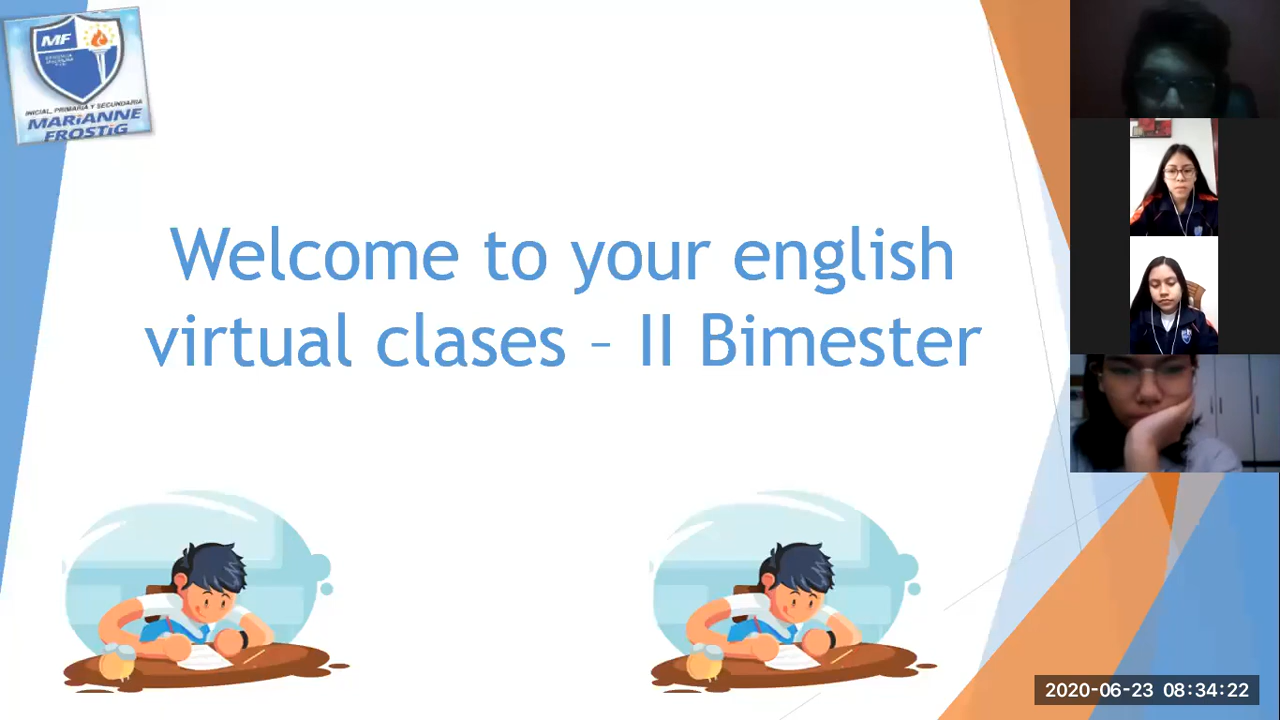 MF
INICIAL, PRIMARIA Y SECUNDARIA
MARIANNE
FROSTIG
Welcome to your english
virtual clases – II Bimester
2020-06-23 08:34:22